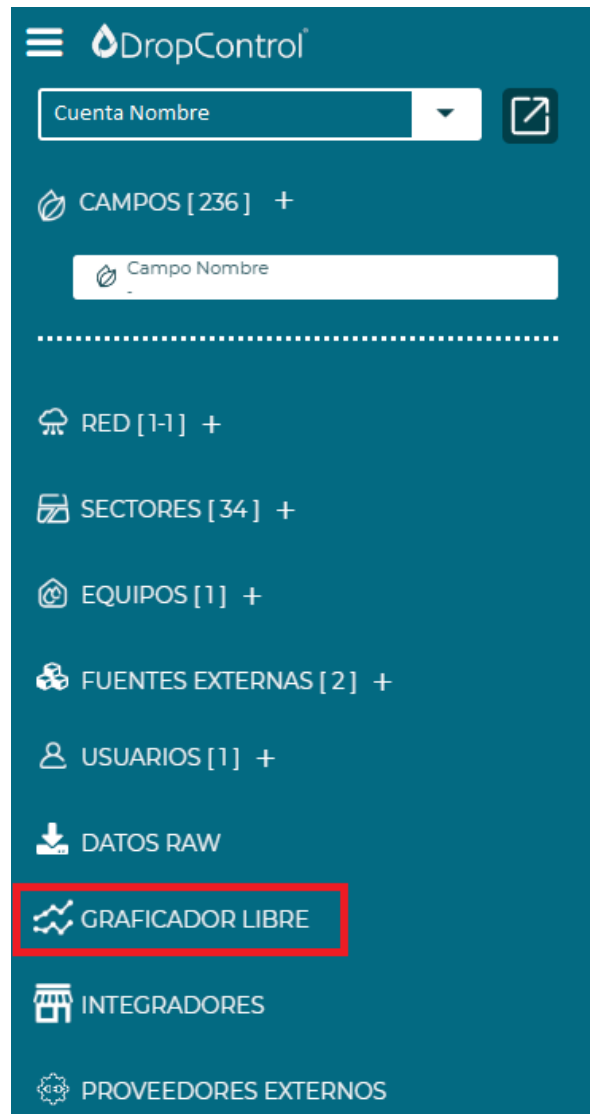 DropControl®
Cuenta Nombre
CAMPOS [ 236 ] +
Campo Nombre
-
RED [ 1-1 ] +
SECTORES [ 34 ] +
EQUIPOS [ 1 ] +
FUENTES EXTERNAS [ 2 ] +
USUARIOS [ 1 ] +
DATOS RAW
GRAFICADOR LIBRE
INTEGRADORES
PROVEEDORES EXTERNOS